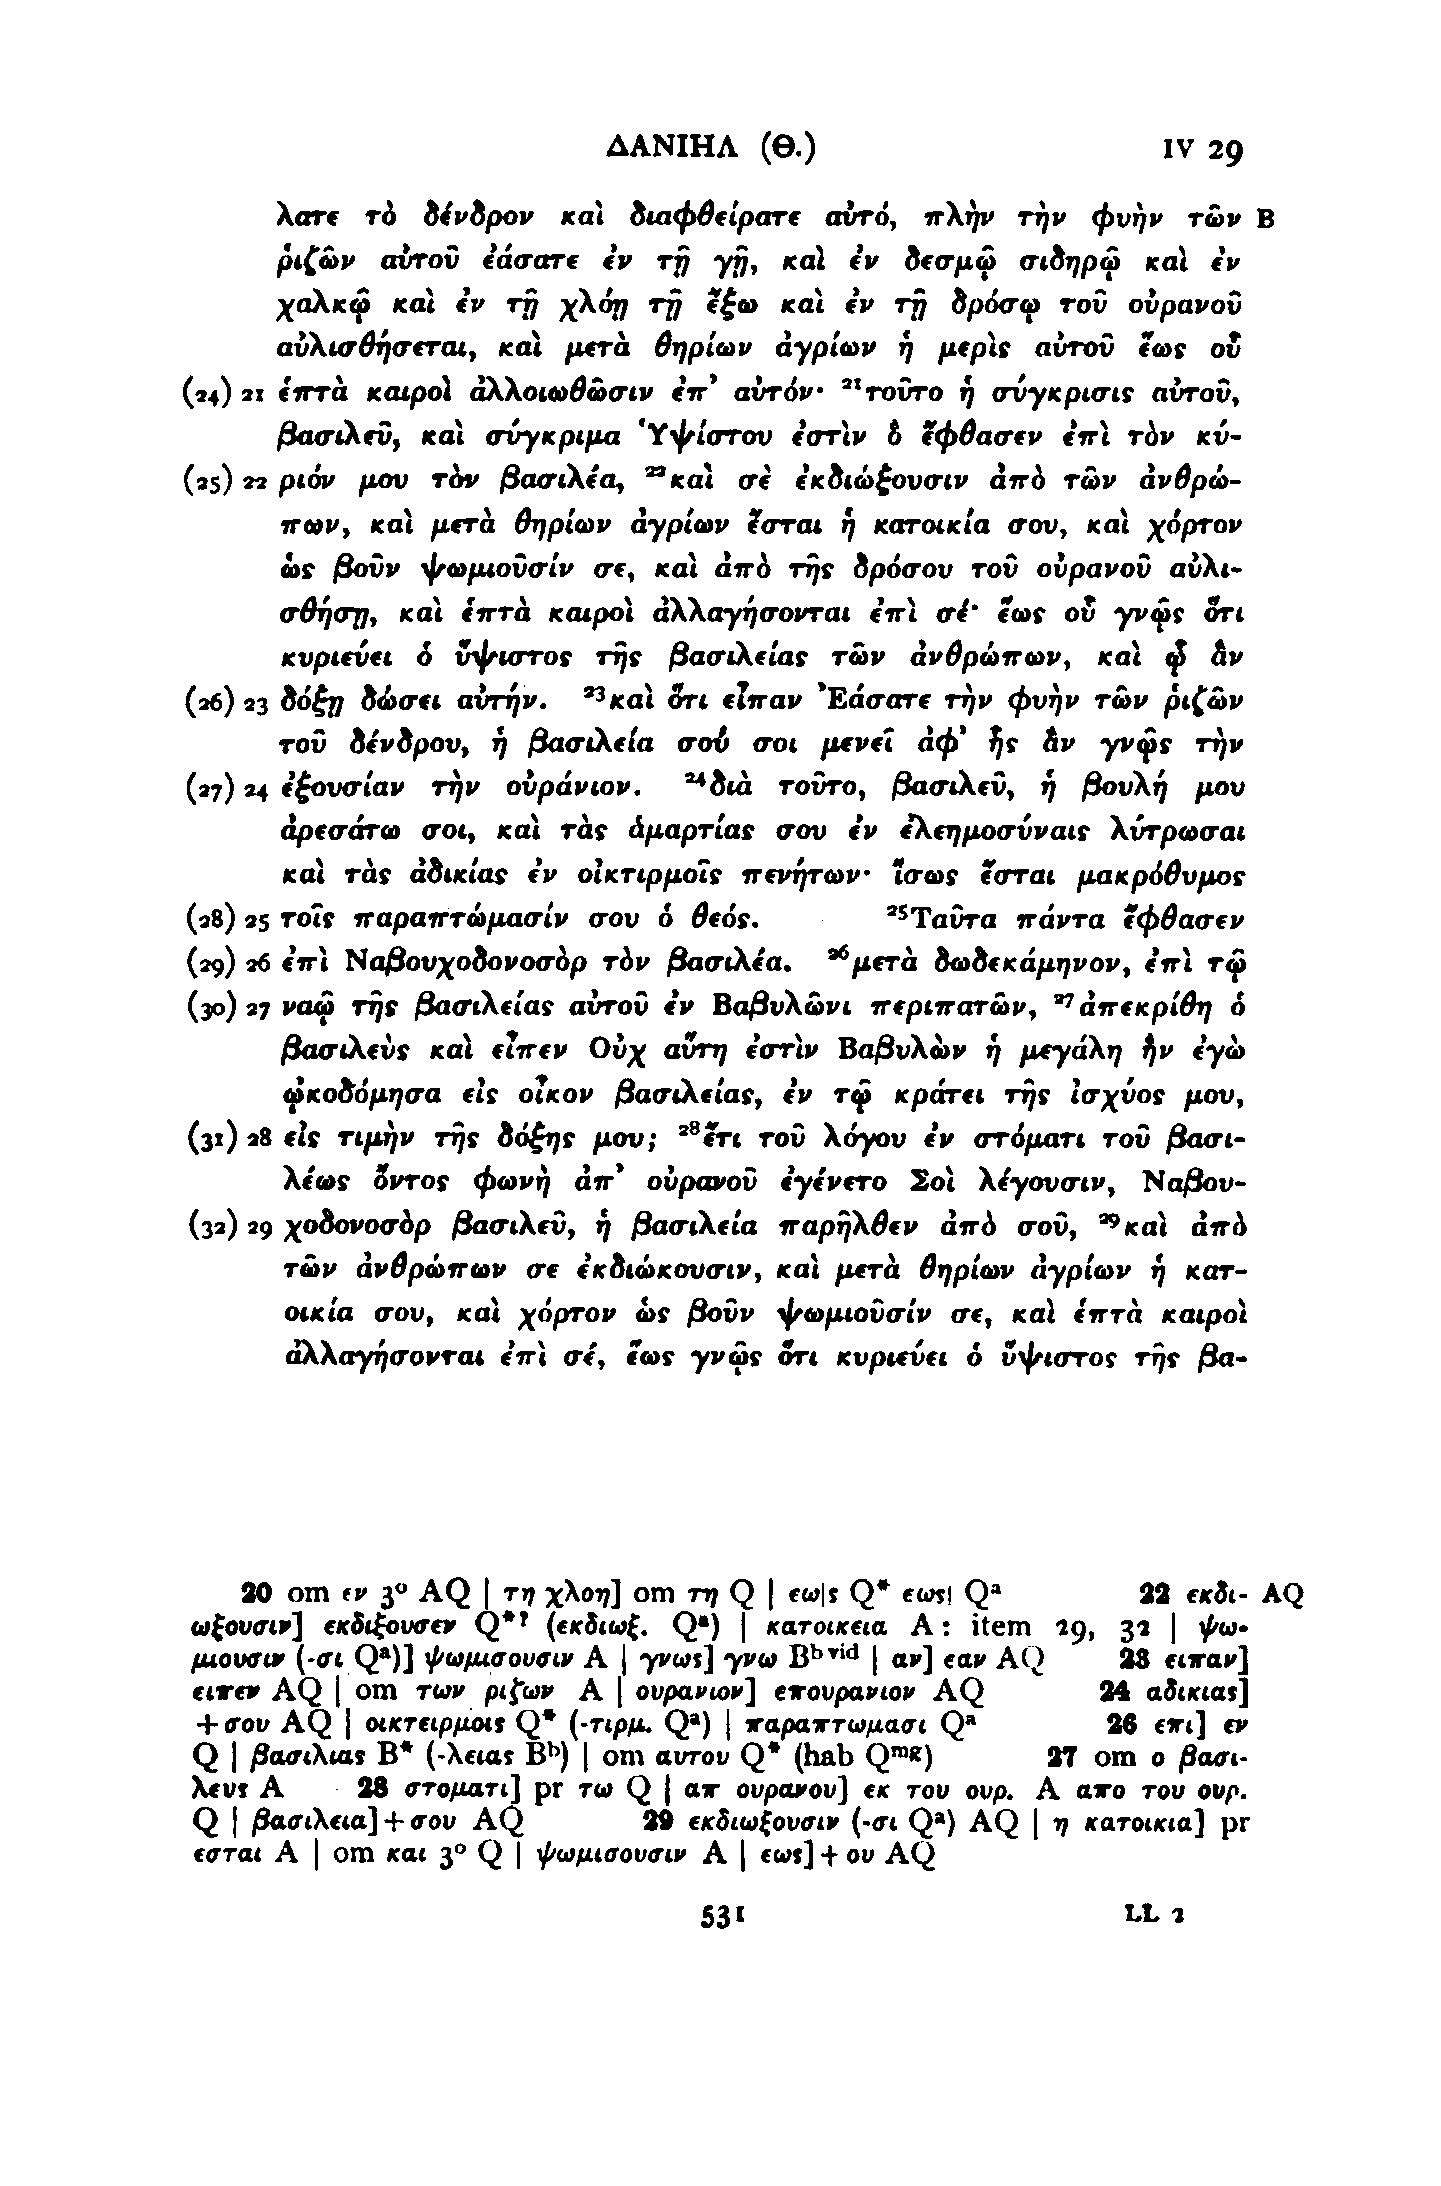 ΔΑΝΙΗΛ (Θ.) IV 29
λατε τὸ δένδρον καὶ διαφθείρατε αὐτό, πλὴν τὴν φυὴν τῶν B
ῥιζῶν αὐτοῦ ἐάσατε ἐν τῇ γῇ, καὶ ἐν δεσμῷ σιδηρῷ καὶ ἐν
χαλκῷ καὶ ἐν τῇ χλόῃ τῇ ἔξω καὶ ἐν τῇ δρόσῳ τοῦ οὐρανοῦ
αὐλισθήσεται, καὶ μετὰ θηρίων ἀγρίων ἡ μερὶς αὐτοῦ ἕως οὗ
(24) 21 ἑπτὰ καιροὶ ἀλλοιωθῶσιν ἐπ᾽ αὐτόν· ²¹τοῦτο ἡ σύγκρισις αὐτοῦ,
βασιλεῦ, καὶ σύγκριμα Ὑψίστου ἐστὶν ὃ ἔφθασεν ἐπὶ τὸν κύ-
(25) 22 ριόν μου τὸν βασιλέα, ²²καὶ σὲ ἐκδιώξουσιν ἀπὸ τῶν ἀνθρώ-
πων, καὶ μετὰ θηρίων ἀγρίων ἔσται ἡ κατοικία σου, καὶ χόρτον
ὡς βοῦν ψωμιοῦσίν σε, καὶ ἀπὸ τῆς δρόσου τοῦ οὐρανοῦ αὐλι-
σθήσῃ, καὶ ἑπτὰ καιροὶ ἀλλαγήσονται ἐπὶ σέ· ἕως οὗ γνῷς ὅτι
κυριεύει ὁ ὕψιστος τῆς βασιλείας τῶν ἀνθρώπων, καὶ ᾧ ἂν
(26) 23 δόξῃ δώσει αὐτήν. ²³καὶ ὅτι εἶπαν Ἐάσατε τὴν φυὴν τῶν ῥιζῶν
τοῦ δένδρου, ἡ βασιλεία σού σοι μενεῖ ἀφ᾽ ἧς ἂν γνῷς τὴν
(27) 24 ἐξουσίαν τὴν οὐράνιον. ²⁴διὰ τοῦτο, βασιλεῦ, ἡ βουλή μου
ἀρεσάτω σοι, καὶ τὰς ἁμαρτίας σου ἐν ἐλεημοσύναις λύτρωσαι
καὶ τὰς ἀδικίας ἐν οἰκτιρμοῖς πενήτων· ἴσως ἔσται μακρόθυμος
(28) 25 τοῖς παραπτώμασίν σου ὁ θεός. ²⁵Ταῦτα πάντα ἔφθασεν
(29) 26 ἐπὶ Ναβουχοδονοσὸρ τὸν βασιλέα. ²⁶μετὰ δωδεκάμηνον, ἐπὶ τῷ
(30) 27 ναῷ τῆς βασιλείας αὐτοῦ ἐν Βαβυλῶνι περιπατῶν, ²⁷ἀπεκρίθη ὁ
βασιλεὺς καὶ εἶπεν Οὐχ αὕτη ἐστὶν Βαβυλὼν ἡ μεγάλη ἣν ἐγὼ
ᾠκοδόμησα εἰς οἶκον βασιλείας, ἐν τῷ κράτει τῆς ἰσχύος μου,
(31) 28 εἰς τιμὴν τῆς δόξης μου; ²⁸ἔτι τοῦ λόγου ἐν στόματι τοῦ βασι-
λέως ὄντος φωνὴ ἀπ᾽ οὐρανοῦ ἐγένετο Σοὶ λέγουσιν, Ναβου-
(32) 29 χοδονοσὸρ βασιλεῦ, ἡ βασιλεία παρῆλθεν ἀπὸ σοῦ, ²⁹καὶ ἀπὸ
τῶν ἀνθρώπων σε ἐκδιώκουσιν, καὶ μετὰ θηρίων ἀγρίων ἡ κατ-
οικία σου, καὶ χόρτον ὡς βοῦν ψωμιοῦσίν σε, καὶ ἑπτὰ καιροὶ
ἀλλαγήσονται ἐπὶ σέ, ἕως γνῷς ὅτι κυριεύει ὁ ὕψιστος τῆς βα-
20 om εν 3° AQ | τη χλοη] om τη Q | εω|ς Q* εως| Qᵃ 22 εκδι- AQ
ωξουσιν] εκδιξουσεν Q*? (εκδιωξ. Qᵃ) | κατοικεια A : item 29, 32 | ψω-
μιουσιν (-σι Qᵃ)] ψωμισουσιν A | γνως] γνω Bᵇ ᵛⁱᵈ | αν] εαν AQ 23 ειπαν]
ειπεν AQ | om των ριζων A | ουρανιον] επουρανιον AQ 24 αδικιας]
+σου AQ | οικτειρμοις Q* (-τιρμ. Qᵃ) | παραπτωμασι Qᵃ 26 επι] εν
Q | βασιλιας B* (-λειας Bᵇ) | om αυτου Q* (hab Qᵐᵍ) 27 om ο βασι-
λευς A 28 στοματι] pr τω Q | απ ουρανου] εκ του ουρ. A απο του ουρ.
Q | βασιλεια]+σου AQ 29 εκδιωξουσιν (-σι Qᵃ) AQ | η κατοικια] pr
εσται A | om και 3° Q | ψωμισουσιν A | εως]+ου AQ
531 LL 2